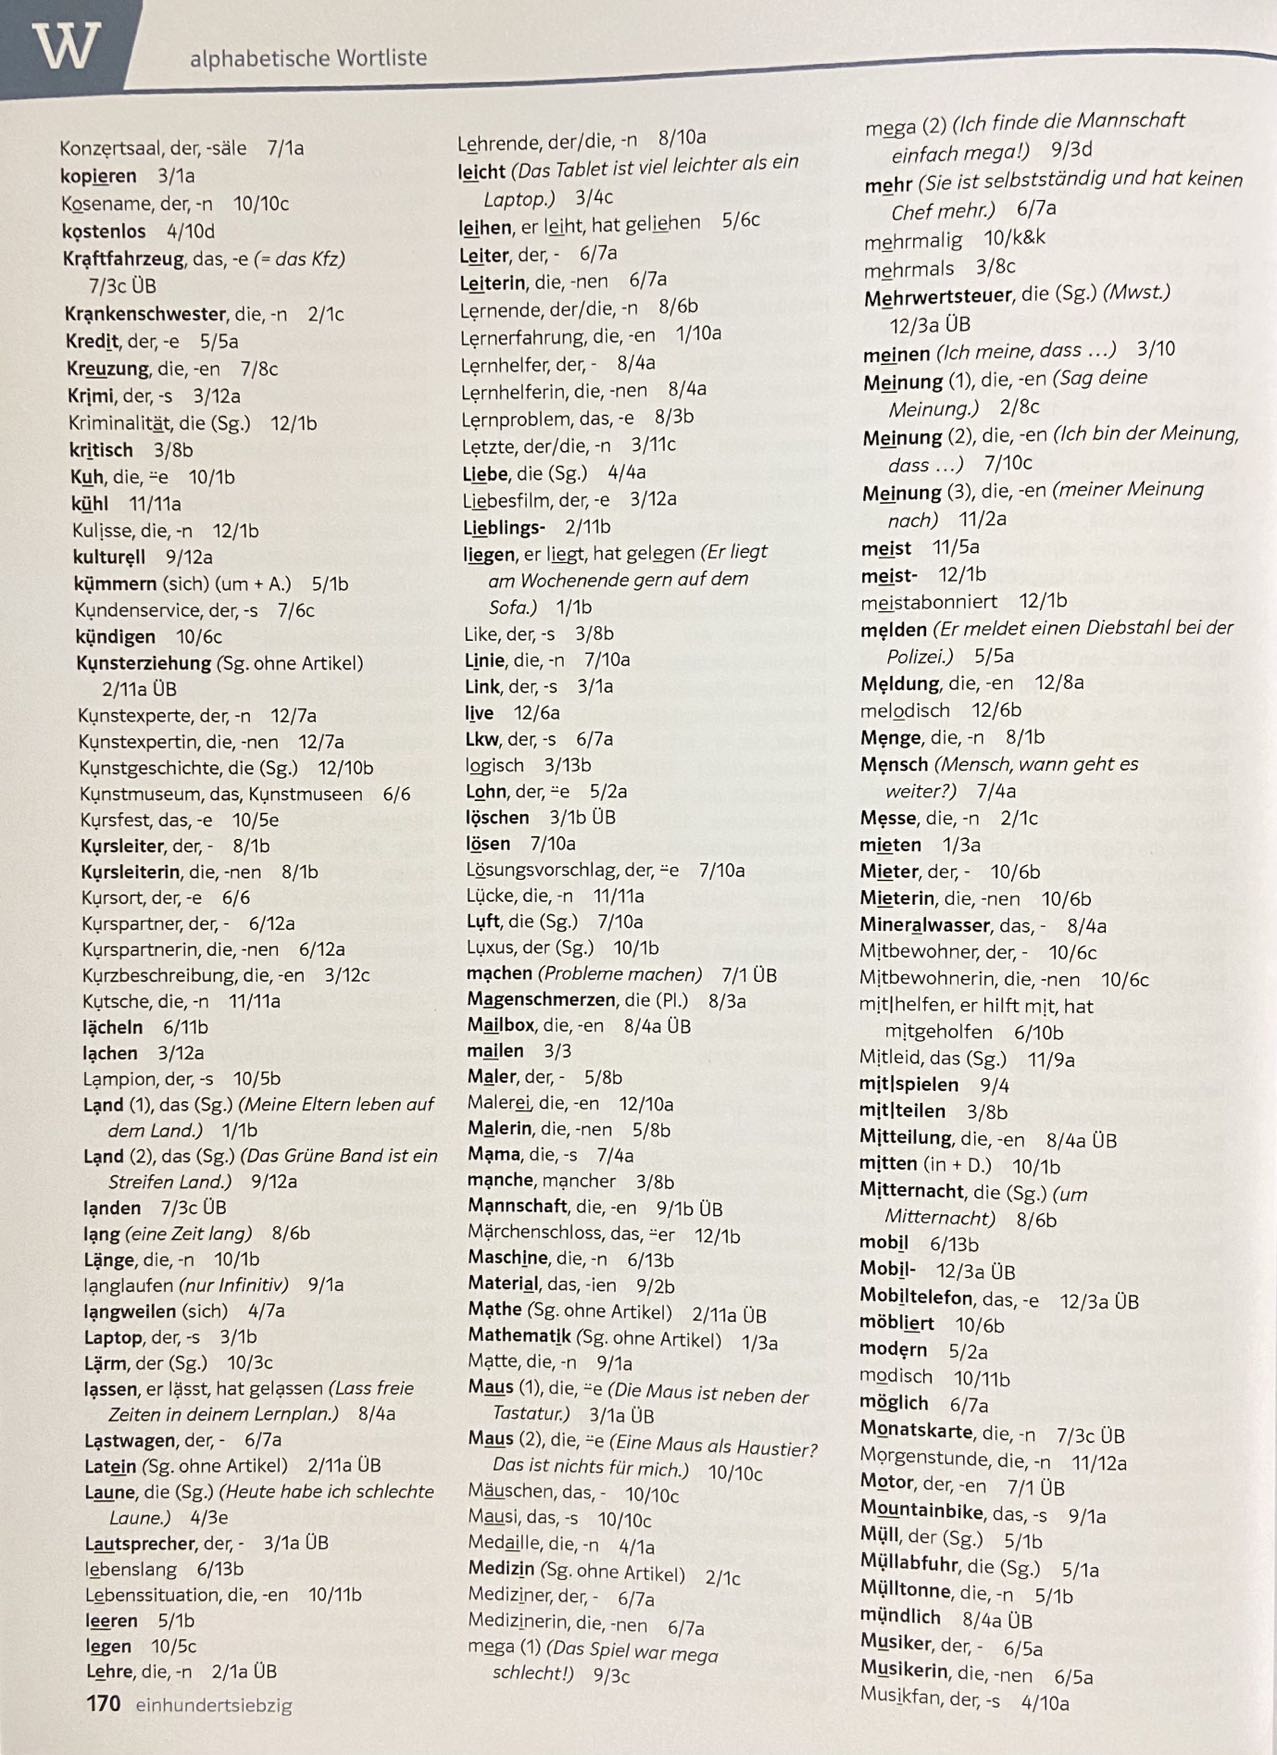 W
alphabetische Wortliste
Konzertsaal, der, -säle 7/1a
kopieren 3/1a
Kosename, der, -n 10/10c
kostenlos 4/10d
Kraftfahrzeug, das, -e (= das Kfz)
7/3c ÜB
Krankenschwester, die, -n 2/1c
Kredit, der, -e 5/5a
Kreuzung, die, -en 7/8c
Krimi, der, -s 3/12a
Kriminalität, die (Sg.) 12/1b
kritisch 3/8b
Kuh, die, ⸚e 10/1b
kühl 11/11a
Kulisse, die, -n 12/1b
kulturell 9/12a
kümmern (sich) (um + A.) 5/1b
Kundenservice, der, -s 7/6c
kündigen 10/6c
Kunsterziehung (Sg. ohne Artikel)
2/11a ÜB
Kunstexperte, der, -n 12/7a
Kunstexpertin, die, -nen 12/7a
Kunstgeschichte, die (Sg.) 12/10b
Kunstmuseum, das, Kunstmuseen 6/6
Kursfest, das, -e 10/5e
Kursleiter, der, - 8/1b
Kursleiterin, die, -nen 8/1b
Kursort, der, -e 6/6
Kurspartner, der, - 6/12a
Kurspartnerin, die, -nen 6/12a
Kurzbeschreibung, die, -en 3/12c
Kutsche, die, -n 11/11a
lächeln 6/11b
lachen 3/12a
Lampion, der, -s 10/5b
Land (1), das (Sg.) (Meine Eltern leben auf
dem Land.) 1/1b
Land (2), das (Sg.) (Das Grüne Band ist ein
Streifen Land.) 9/12a
landen 7/3c ÜB
lang (eine Zeit lang) 8/6b
Länge, die, -n 10/1b
langlaufen (nur Infinitiv) 9/1a
langweilen (sich) 4/7a
Laptop, der, -s 3/1b
Lärm, der (Sg.) 10/3c
lassen, er lässt, hat gelassen (Lass freie
Zeiten in deinem Lernplan.) 8/4a
Lastwagen, der, - 6/7a
Latein (Sg. ohne Artikel) 2/11a ÜB
Laune, die (Sg.) (Heute habe ich schlechte
Laune.) 4/3e
Lautsprecher, der, - 3/1a ÜB
lebenslang 6/13b
Lebenssituation, die, -en 10/11b
leeren 5/1b
legen 10/5c
Lehre, die, -n 2/1a ÜB
Lehrende, der/die, -n 8/10a
leicht (Das Tablet ist viel leichter als ein
Laptop.) 3/4c
leihen, er leiht, hat geliehen 5/6c
Leiter, der, - 6/7a
Leiterin, die, -nen 6/7a
Lernende, der/die, -n 8/6b
Lernerfahrung, die, -en 1/10a
Lernhelfer, der, - 8/4a
Lernhelferin, die, -nen 8/4a
Lernproblem, das, -e 8/3b
Letzte, der/die, -n 3/11c
Liebe, die (Sg.) 4/4a
Liebesfilm, der, -e 3/12a
Lieblings- 2/11b
liegen, er liegt, hat gelegen (Er liegt
am Wochenende gern auf dem
Sofa.) 1/1b
Like, der, -s 3/8b
Linie, die, -n 7/10a
Link, der, -s 3/1a
live 12/6a
Lkw, der, -s 6/7a
logisch 3/13b
Lohn, der, ⸚e 5/2a
löschen 3/1b ÜB
lösen 7/10a
Lösungsvorschlag, der, ⸚e 7/10a
Lücke, die, -n 11/11a
Luft, die (Sg.) 7/10a
Luxus, der (Sg.) 10/1b
machen (Probleme machen) 7/1 ÜB
Magenschmerzen, die (Pl.) 8/3a
Mailbox, die, -en 8/4a ÜB
mailen 3/3
Maler, der, - 5/8b
Malerei, die, -en 12/10a
Malerin, die, -nen 5/8b
Mama, die, -s 7/4a
manche, mancher 3/8b
Mannschaft, die, -en 9/1b ÜB
Märchenschloss, das, ⸚er 12/1b
Maschine, die, -n 6/13b
Material, das, -ien 9/2b
Mathe (Sg. ohne Artikel) 2/11a ÜB
Mathematik (Sg. ohne Artikel) 1/3a
Matte, die, -n 9/1a
Maus (1), die, ⸚e (Die Maus ist neben der
Tastatur.) 3/1a ÜB
Maus (2), die, ⸚e (Eine Maus als Haustier?
Das ist nichts für mich.) 10/10c
Mäuschen, das, - 10/10c
Mausi, das, -s 10/10c
Medaille, die, -n 4/1a
Medizin (Sg. ohne Artikel) 2/1c
Mediziner, der, - 6/7a
Medizinerin, die, -nen 6/7a
mega (1) (Das Spiel war mega
schlecht!) 9/3c
mega (2) (Ich finde die Mannschaft
einfach mega!) 9/3d
mehr (Sie ist selbstständig und hat keinen
Chef mehr.) 6/7a
mehrmalig 10/k&k
mehrmals 3/8c
Mehrwertsteuer, die (Sg.) (Mwst.)
12/3a ÜB
meinen (Ich meine, dass ...) 3/10
Meinung (1), die, -en (Sag deine
Meinung.) 2/8c
Meinung (2), die, -en (Ich bin der Meinung,
dass ...) 7/10c
Meinung (3), die, -en (meiner Meinung
nach) 11/2a
meist 11/5a
meist- 12/1b
meistabonniert 12/1b
melden (Er meldet einen Diebstahl bei der
Polizei.) 5/5a
Meldung, die, -en 12/8a
melodisch 12/6b
Menge, die, -n 8/1b
Mensch (Mensch, wann geht es
weiter?) 7/4a
Messe, die, -n 2/1c
mieten 1/3a
Mieter, der, - 10/6b
Mieterin, die, -nen 10/6b
Mineralwasser, das, - 8/4a
Mitbewohner, der, - 10/6c
Mitbewohnerin, die, -nen 10/6c
mit|helfen, er hilft mit, hat
mitgeholfen 6/10b
Mitleid, das (Sg.) 11/9a
mit|spielen 9/4
mit|teilen 3/8b
Mitteilung, die, -en 8/4a ÜB
mitten (in + D.) 10/1b
Mitternacht, die (Sg.) (um
Mitternacht) 8/6b
mobil 6/13b
Mobil- 12/3a ÜB
Mobiltelefon, das, -e 12/3a ÜB
möbliert 10/6b
modern 5/2a
modisch 10/11b
möglich 6/7a
Monatskarte, die, -n 7/3c ÜB
Morgenstunde, die, -n 11/12a
Motor, der, -en 7/1 ÜB
Mountainbike, das, -s 9/1a
Müll, der (Sg.) 5/1b
Müllabfuhr, die (Sg.) 5/1a
Mülltonne, die, -n 5/1b
mündlich 8/4a ÜB
Musiker, der, - 6/5a
Musikerin, die, -nen 6/5a
Musikfan, der, -s 4/10a
170 einhundertsiebzig